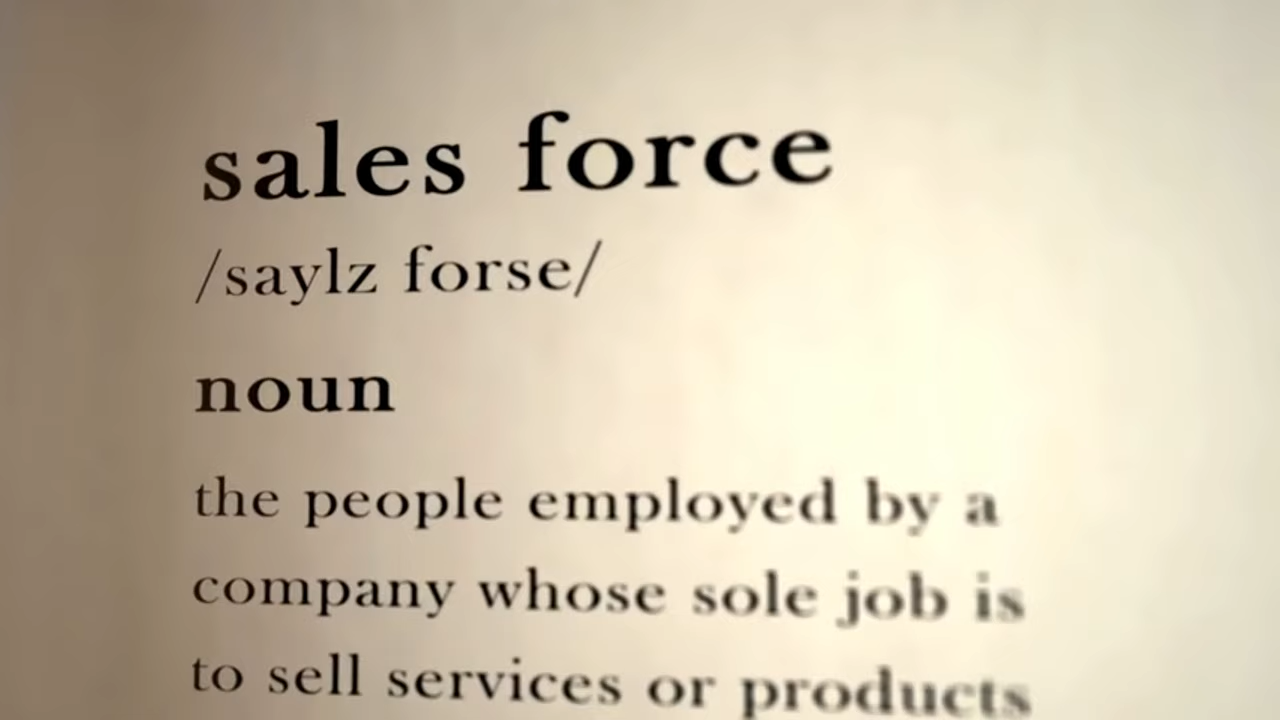 sales force
/saylz forse/
noun
the people employed by a
company whose sole job is
to sell services or products